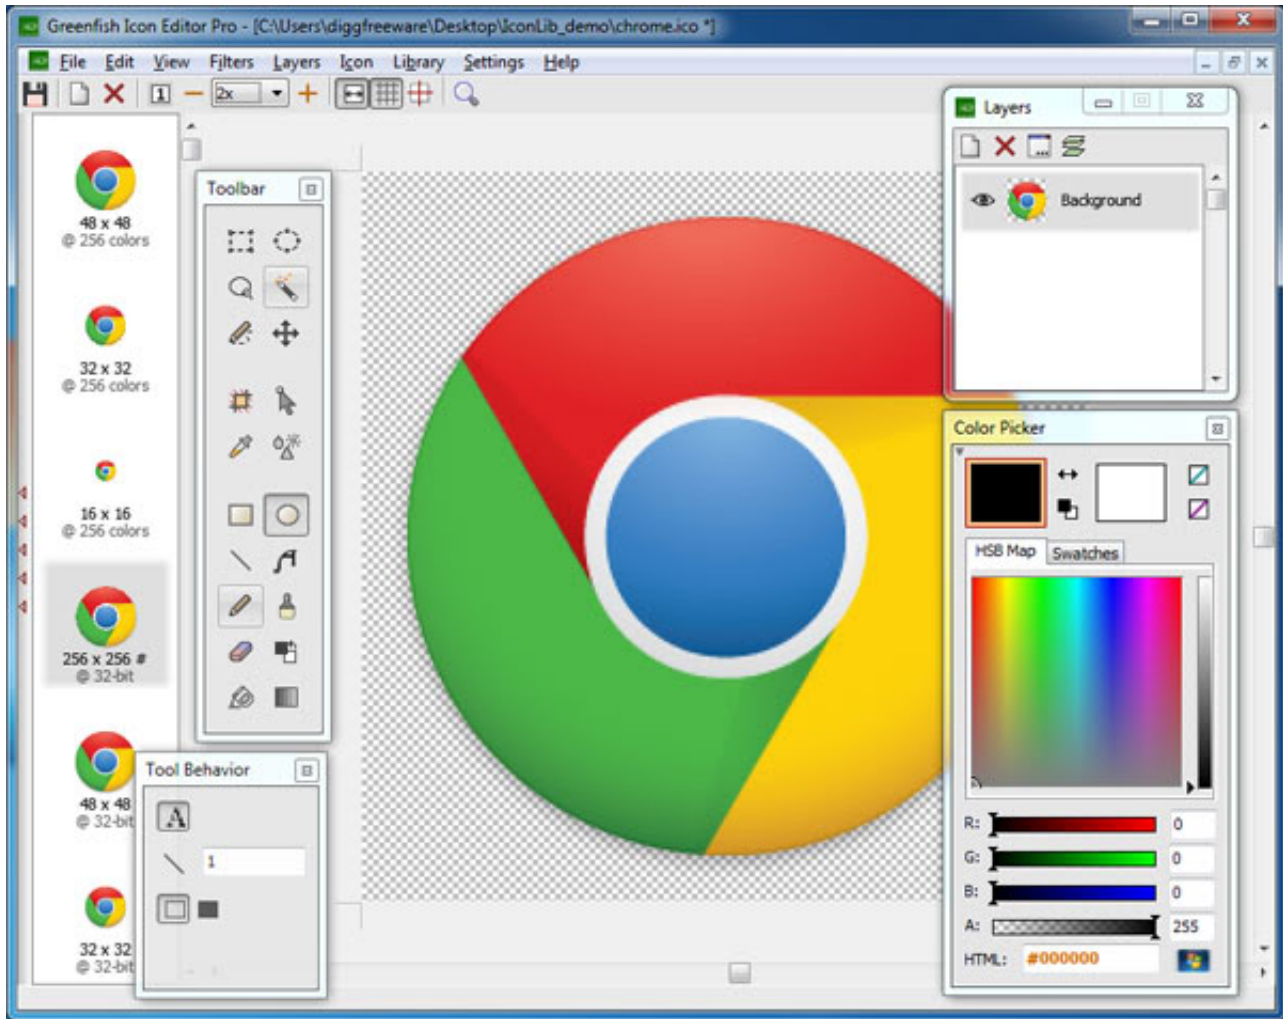 Greenfish Icon Editor Pro - [C:\Users\diggfreeware\Desktop\IconLib_demo\chrome.ico *]
File Edit View Filters Layers Icon Library Settings Help
1 2x
48 x 48
@ 256 colors
32 x 32
@ 256 colors
16 x 16
@ 256 colors
256 x 256 #
@ 32-bit
48 x 48
@ 32-bit
32 x 32
@ 32-bit
Toolbar
Tool Behavior
A
1
Layers
Background
Color Picker
HSB Map Swatches
R: 0
G: 0
B: 0
A: 255
HTML: #000000